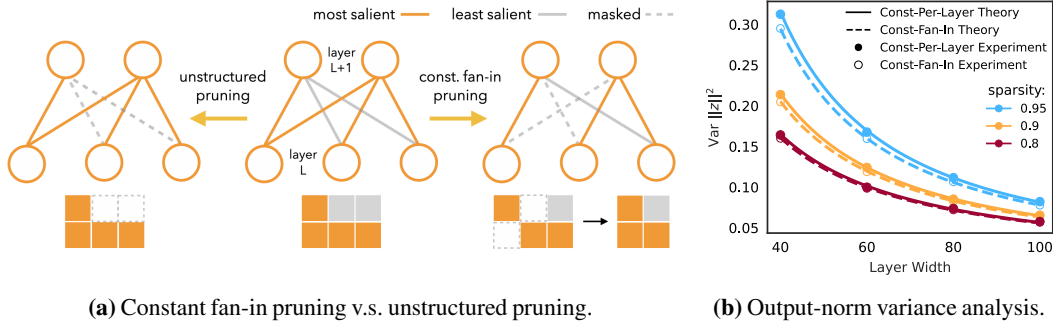 most salient least salient masked
layer
L+1
unstructured
pruning
const. fan-in
pruning
layer
L
(a) Constant fan-in pruning v.s. unstructured pruning.
Const-Per-Layer Theory
Const-Fan-In Theory
Const-Per-Layer Experiment
Const-Fan-In Experiment
sparsity:
0.95
0.9
0.8
Var ||z||²
0.30
0.25
0.20
0.15
0.10
0.05
40 60 80 100
Layer Width
(b) Output-norm variance analysis.